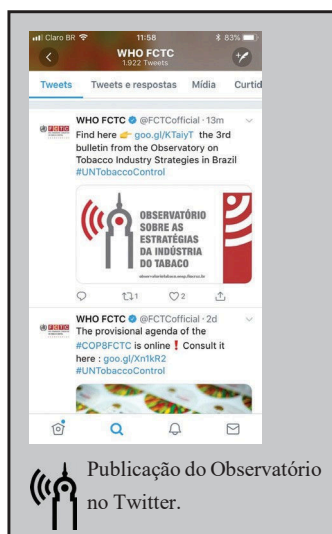 Claro BR 11:58 83%
WHO FCTC
1.922 Tweets
Tweets Tweets e respostas Mídia Curtid
WHO FCTC @FCTCofficial · 13m
Find here 👉 goo.gl/KTaiyT the 3rd
bulletin from the Observatory on
Tobacco Industry Strategies in Brazil
#UNTobaccoControl
OBSERVATÓRIO
SOBRE AS
ESTRATÉGIAS
DA INDÚSTRIA
DO TABACO
1 2
WHO FCTC @FCTCofficial · 2d
The provisional agenda of the
#COP8FCTC is online ❗ Consult it
here : goo.gl/Xn1kR2
#UNTobaccoControl
Publicação do Observatório
no Twitter.